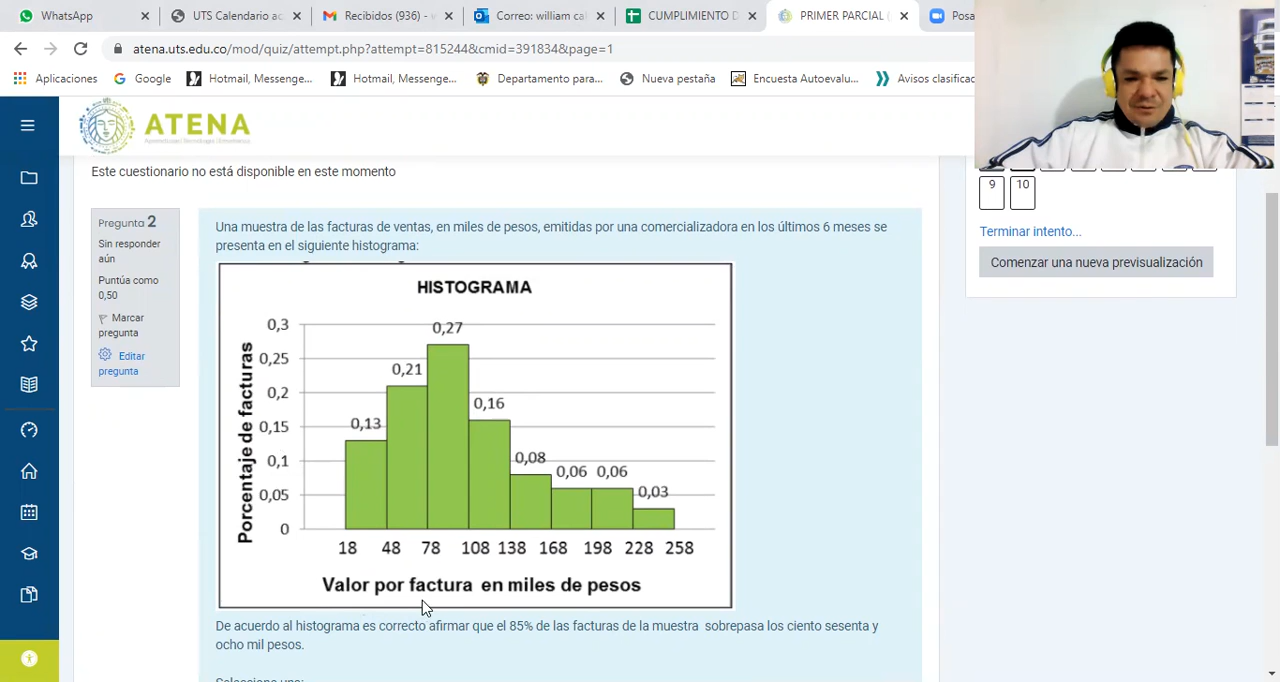 WhatsApp
UTS Calendario ac
Recibidos (936) -
Correo: william ca
CUMPLIMIENTO D
PRIMER PARCIAL (
Posa
atena.uts.edu.co/mod/quiz/attempt.php?attempt=815244&cmid=391834&page=1
Aplicaciones
Google
Hotmail, Messenge...
Hotmail, Messenge...
Departamento para...
Nueva pestaña
Encuesta Autoevalu...
Avisos clasificad
ATENA
Este cuestionario no está disponible en este momento
Pregunta 2
Sin responder
aún
Puntúa como
0,50
Marcar
pregunta
Editar
pregunta
Una muestra de las facturas de ventas, en miles de pesos, emitidas por una comercializadora en los últimos 6 meses se
presenta en el siguiente histograma:
HISTOGRAMA
Porcentaje de facturas
0,3
0,25
0,2
0,15
0,1
0,05
0
0,13
0,21
0,27
0,16
0,08
0,06
0,06
0,03
18 48 78 108 138 168 198 228 258
Valor por factura en miles de pesos
De acuerdo al histograma es correcto afirmar que el 85% de las facturas de la muestra sobrepasa los ciento sesenta y
ocho mil pesos.
9 10
Terminar intento...
Comenzar una nueva previsualización